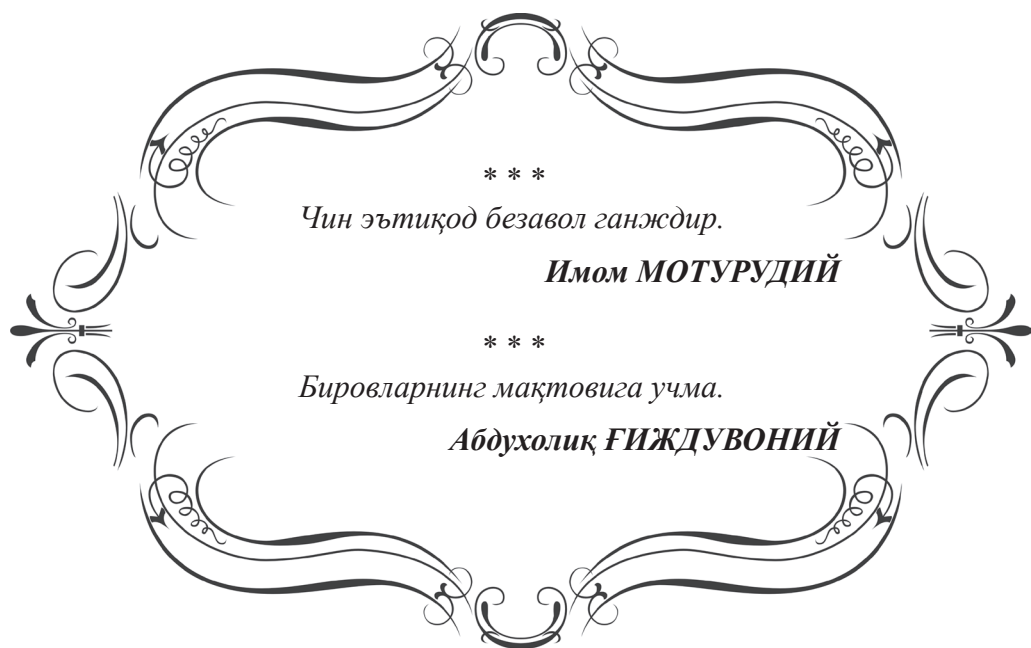 * * *
Чин эътиқод безавол ганждир.
Имом МОТУРУДИЙ
* * *
Бировларнинг мақтовига учма.
Абдухолиқ ҒИЖДУВОНИЙ